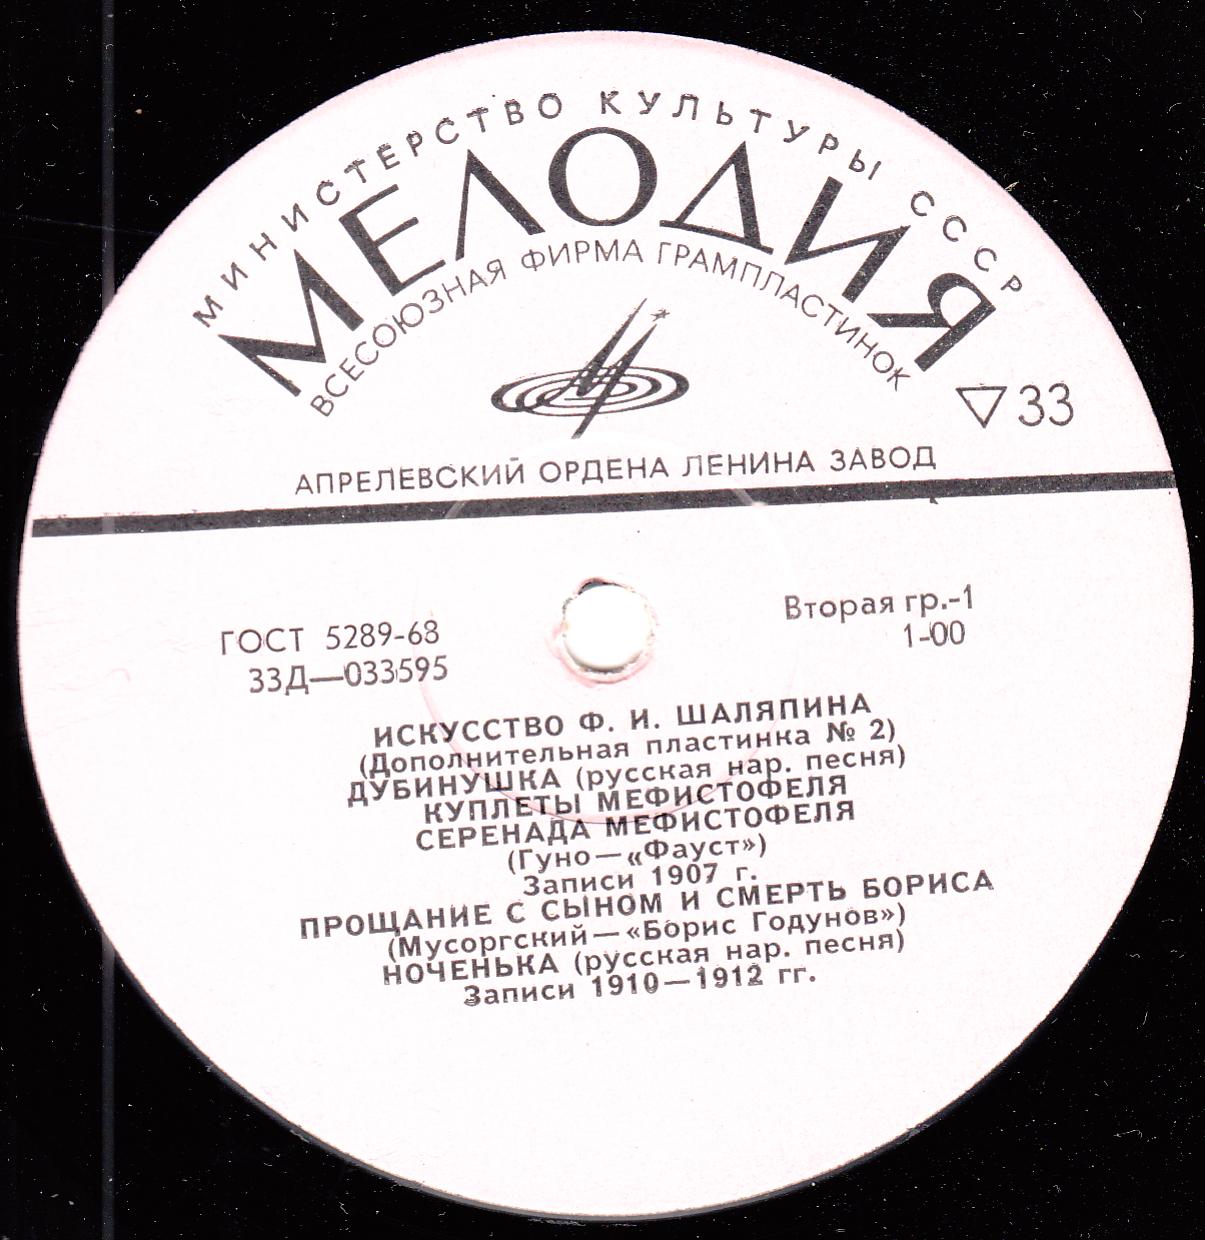 МИНИСТЕРСТВО КУЛЬТУРЫ СССР
МЕЛОДИЯ
ВСЕСОЮЗНАЯ ФИРМА ГРАМПЛАСТИНОК
▽33
АПРЕЛЕВСКИЙ ОРДЕНА ЛЕНИНА ЗАВОД
ГОСТ 5289-68
33Д—033595
Вторая гр.-1
1-00
ИСКУССТВО Ф. И. ШАЛЯПИНА
(Дополнительная пластинка № 2)
ДУБИНУШКА (русская нар. песня)
КУПЛЕТЫ МЕФИСТОФЕЛЯ
СЕРЕНАДА МЕФИСТОФЕЛЯ
(Гуно—«Фауст»)
Записи 1907 г.
ПРОЩАНИЕ С СЫНОМ И СМЕРТЬ БОРИСА
(Мусоргский—«Борис Годунов»)
НОЧЕНЬКА (русская нар. песня)
Записи 1910—1912 гг.